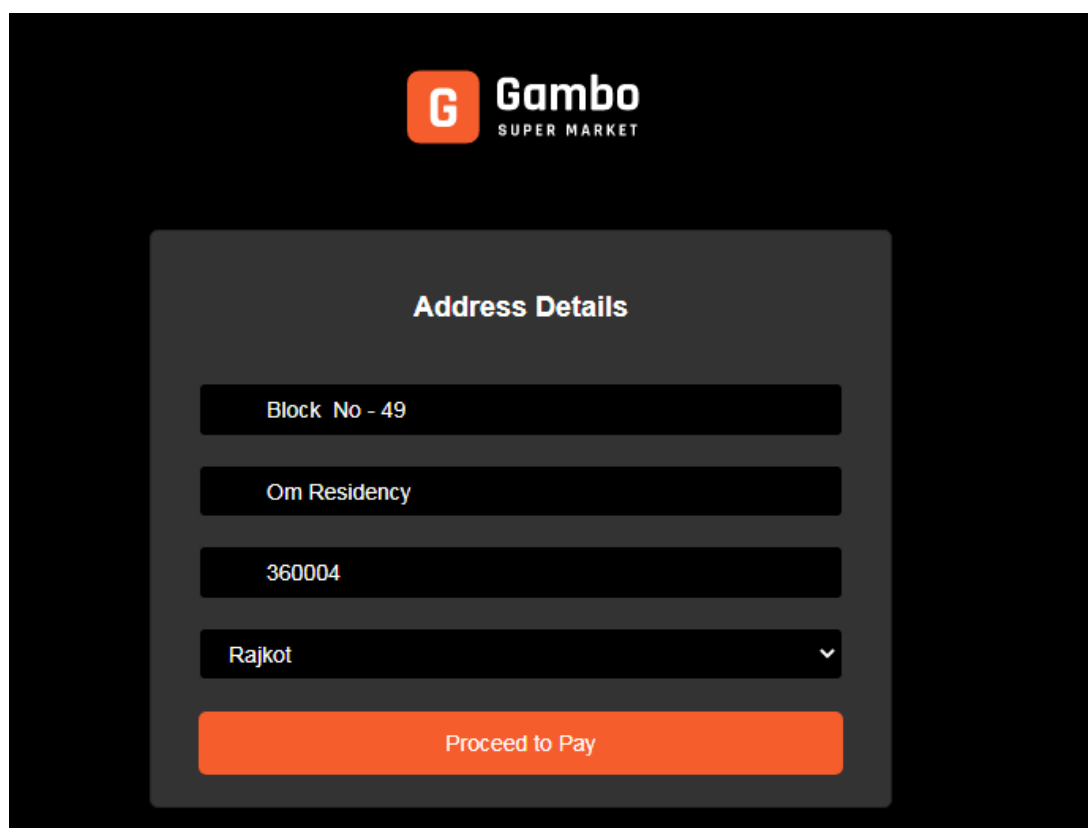 G
Gambo
SUPER MARKET
Address Details
Block  No - 49
Om Residency
360004
Rajkot
Proceed to Pay